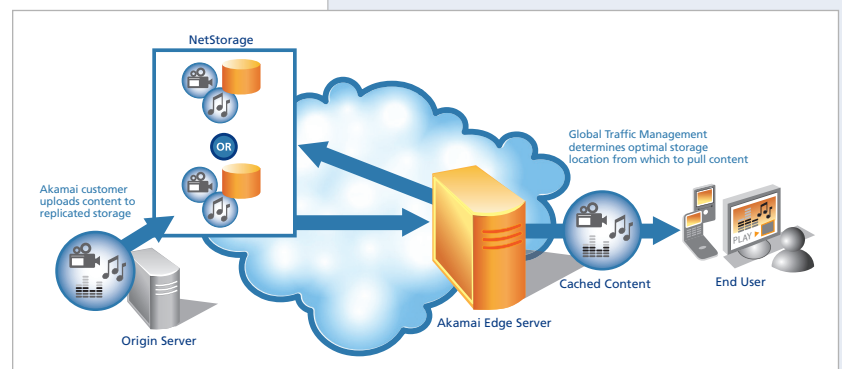 NetStorage
OR
Akamai customer
uploads content to
replicated storage
Global Traffic Management
determines optimal storage
location from which to pull content
PLAY
Origin Server
Akamai Edge Server
Cached Content
End User